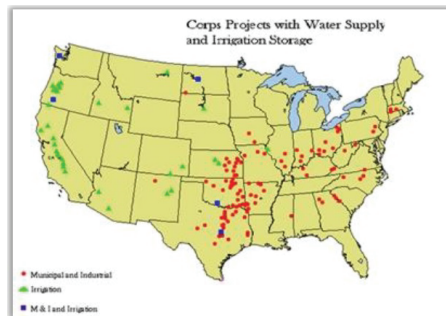 Corps Projects with Water Supply
and Irrigation Storage
Municipal and Industrial
Irrigation
M & I and Irrigation